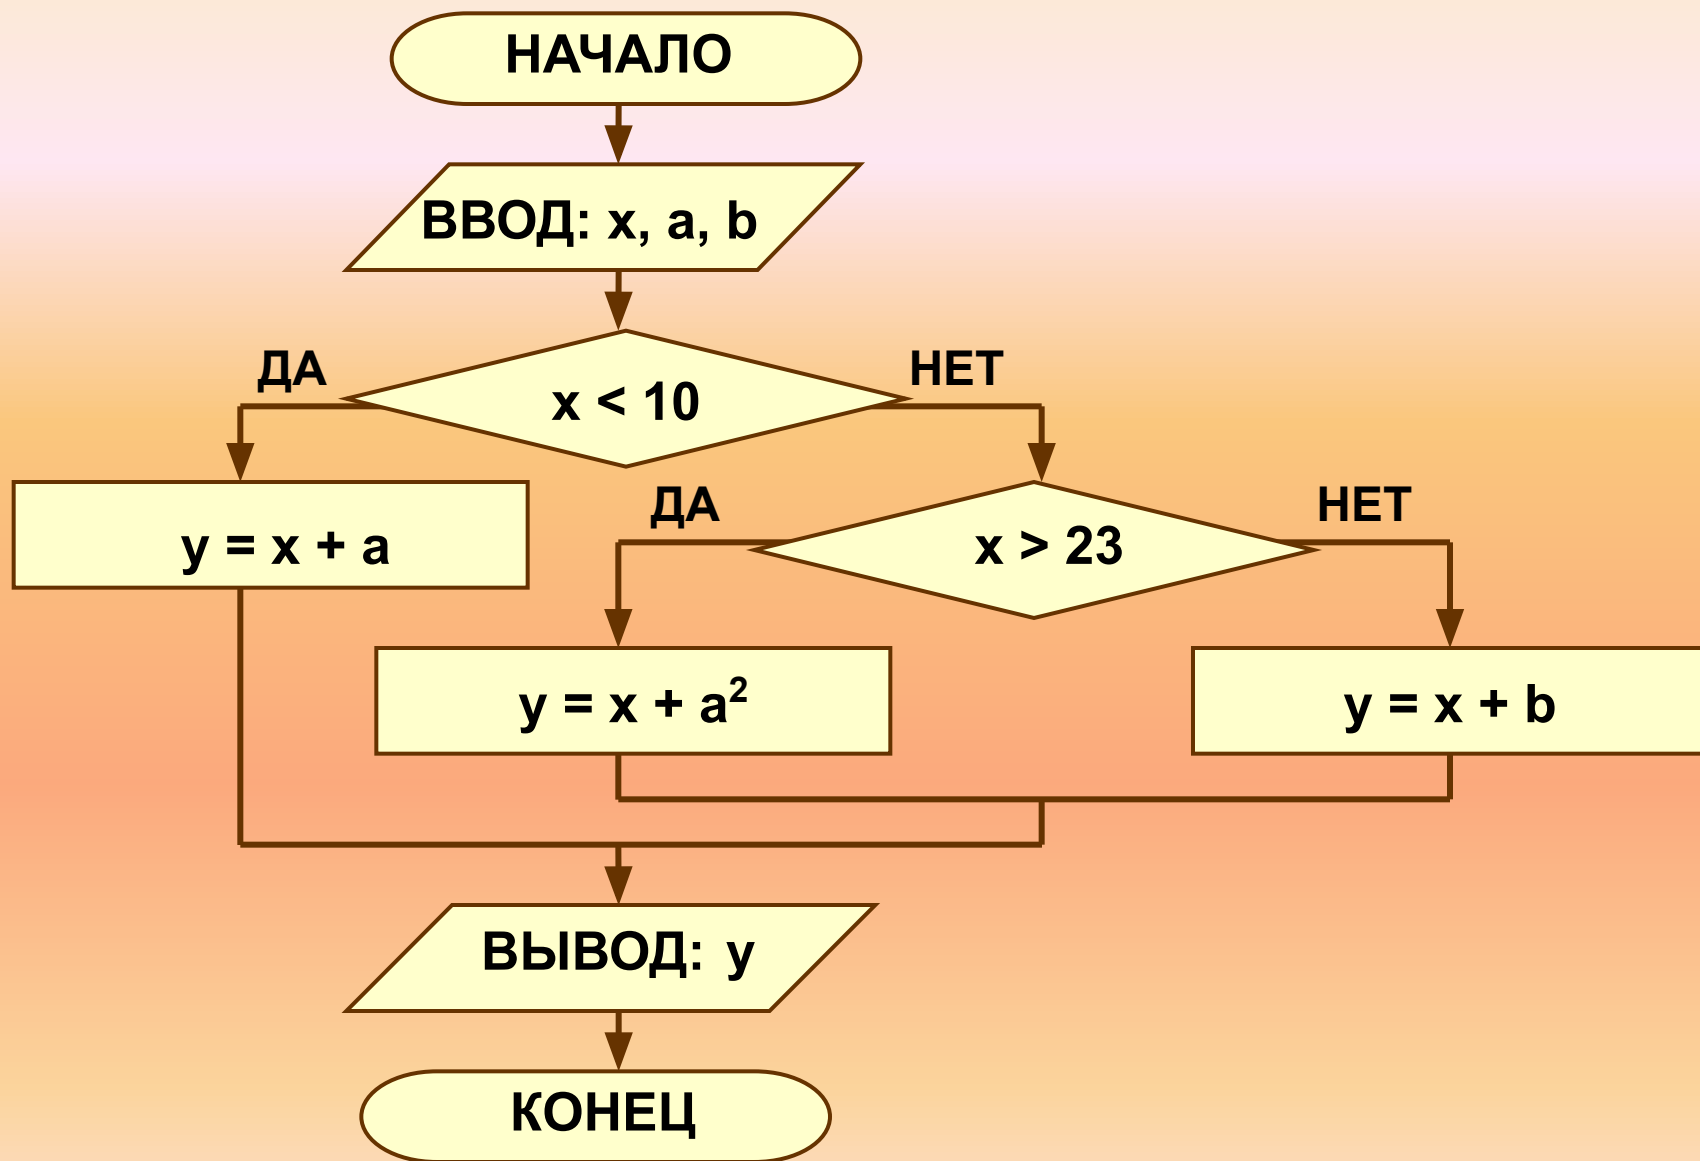 НАЧАЛО
ВВОД: x, a, b
ДА
НЕТ
x < 10
ДА
НЕТ
y = x + a
x > 23
y = x + a²
y = x + b
ВЫВОД: y
КОНЕЦ